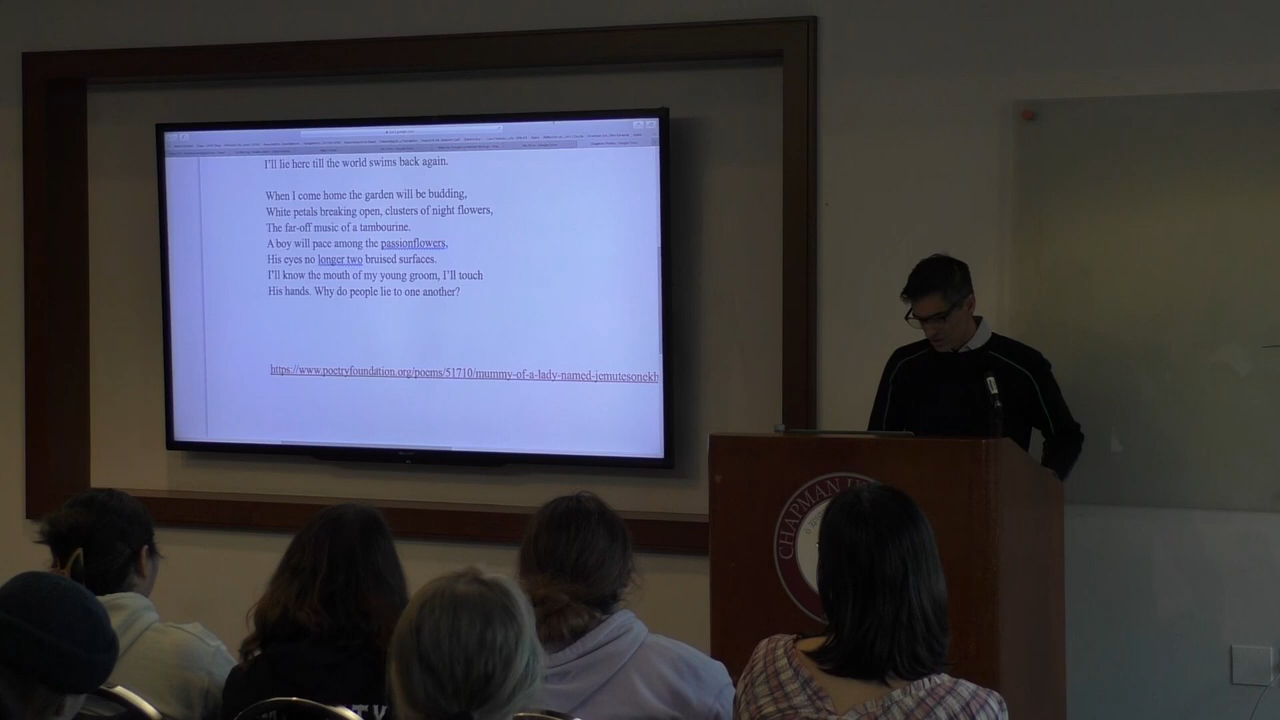 I'll lie here till the world swims back again.
When I come home the garden will be budding,
White petals breaking open, clusters of night flowers,
The far-off music of a tambourine.
A boy will pace among the passionflowers,
His eyes no longer two bruised surfaces.
I'll know the mouth of my young groom, I'll touch
His hands. Why do people lie to one another?
https://www.poetryfoundation.org/poems/51710/mummy-of-a-lady-named-jemutesonekh
CHAPMAN U